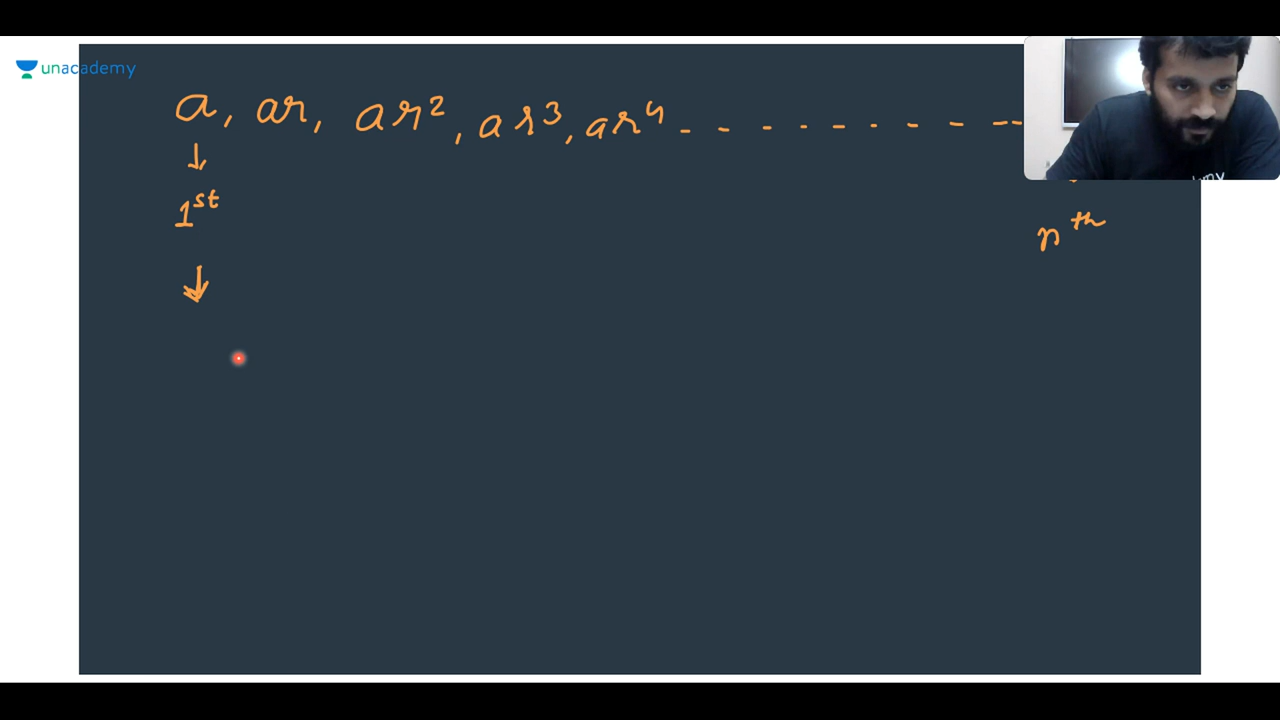 unacademy
a, ar, ar², ar³, ar⁴ - - - - - - - - - --
1ˢᵗ
nᵗʰ